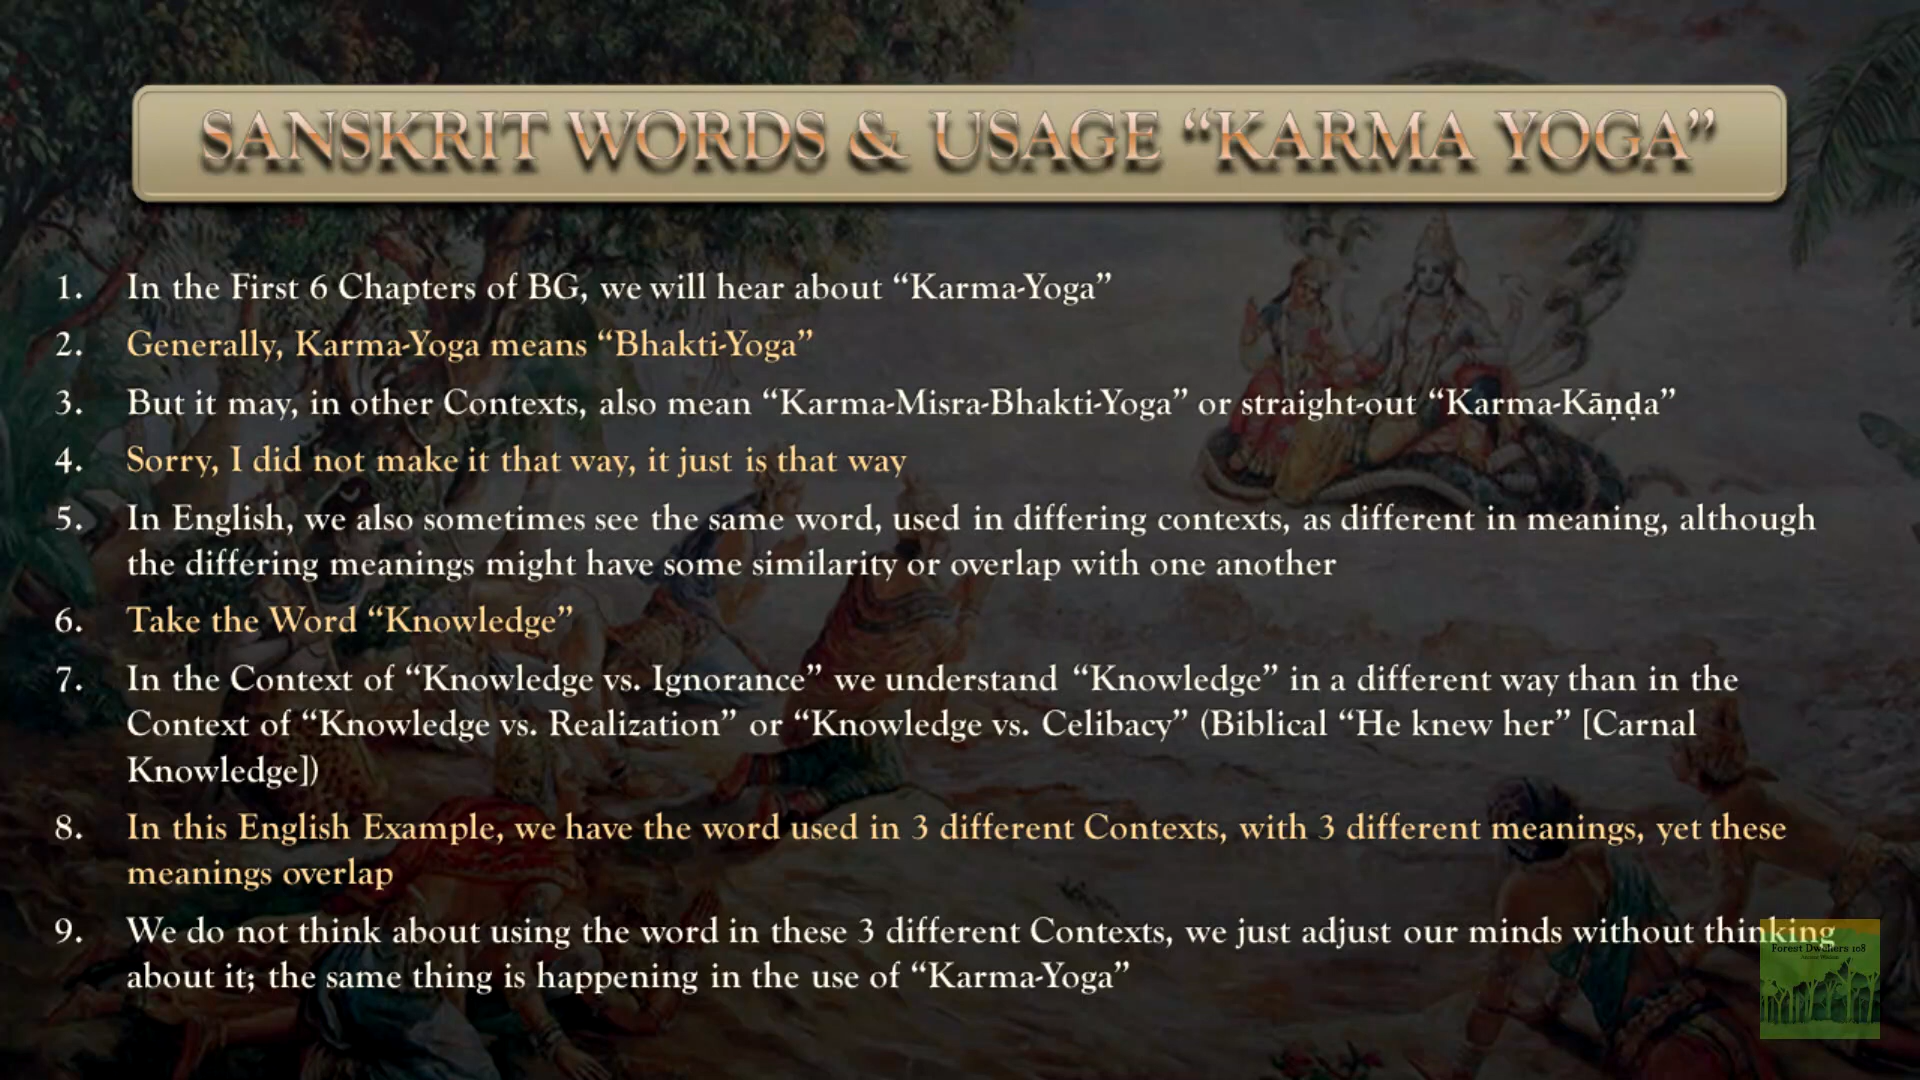 SANSKRIT WORDS & USAGE “KARMA YOGA”
1. In the First 6 Chapters of BG, we will hear about “Karma-Yoga”
2. Generally, Karma-Yoga means “Bhakti-Yoga”
3. But it may, in other Contexts, also mean “Karma-Misra-Bhakti-Yoga” or straight-out “Karma-Kāṇḍa”
4. Sorry, I did not make it that way, it just is that way
5. In English, we also sometimes see the same word, used in differing contexts, as different in meaning, although
the differing meanings might have some similarity or overlap with one another
6. Take the Word “Knowledge”
7. In the Context of “Knowledge vs. Ignorance” we understand “Knowledge” in a different way than in the
Context of “Knowledge vs. Realization” or “Knowledge vs. Celibacy” (Biblical “He knew her” [Carnal
Knowledge])
8. In this English Example, we have the word used in 3 different Contexts, with 3 different meanings, yet these
meanings overlap
9. We do not think about using the word in these 3 different Contexts, we just adjust our minds without thinking
about it; the same thing is happening in the use of “Karma-Yoga”
Forest Dwellers 108